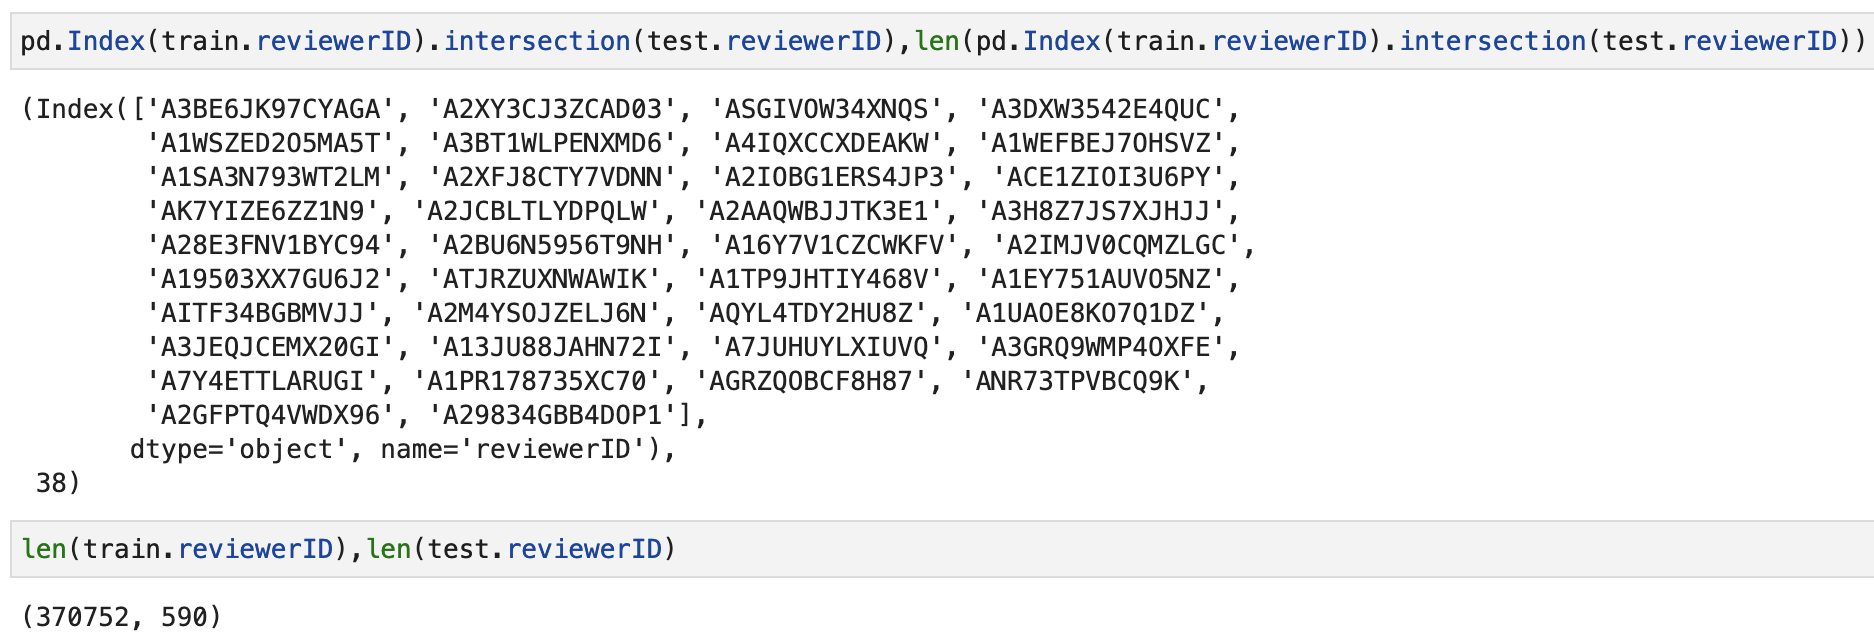 pd.Index(train.reviewerID).intersection(test.reviewerID),len(pd.Index(train.reviewerID).intersection(test.reviewerID))
(Index(['A3BE6JK97CYAGA', 'A2XY3CJ3ZCAD03', 'ASGIVOW34XNQS', 'A3DXW3542E4QUC',
'A1WSZED2O5MA5T', 'A3BT1WLPENXMD6', 'A4IQXCCXDEAKW', 'A1WEFBEJ7OHSVZ',
'A1SA3N793WT2LM', 'A2XFJ8CTY7VDNN', 'A2IOBG1ERS4JP3', 'ACE1ZIOI3U6PY',
'AK7YIZE6ZZ1N9', 'A2JCBLTLYDPQLW', 'A2AAQWBJJTK3E1', 'A3H8Z7JS7XJHJJ',
'A28E3FNV1BYC94', 'A2BU6N5956T9NH', 'A16Y7V1CZCWKFV', 'A2IMJV0CQMZLGC',
'A19503XX7GU6J2', 'ATJRZUXNWAWIK', 'A1TP9JHTIY468V', 'A1EY751AUVO5NZ',
'AITF34BGBMVJJ', 'A2M4YSOJZELJ6N', 'AQYL4TDY2HU8Z', 'A1UAOE8KO7Q1DZ',
'A3JEQJCEMX20GI', 'A13JU88JAHN72I', 'A7JUHUYLXIUVQ', 'A3GRQ9WMP4OXFE',
'A7Y4ETTLARUGI', 'A1PR178735XC70', 'AGRZQOBCF8H87', 'ANR73TPVBCQ9K',
'A2GFPTQ4VWDX96', 'A29834GBB4DOP1'],
dtype='object', name='reviewerID'),
38)
len(train.reviewerID),len(test.reviewerID)
(370752, 590)